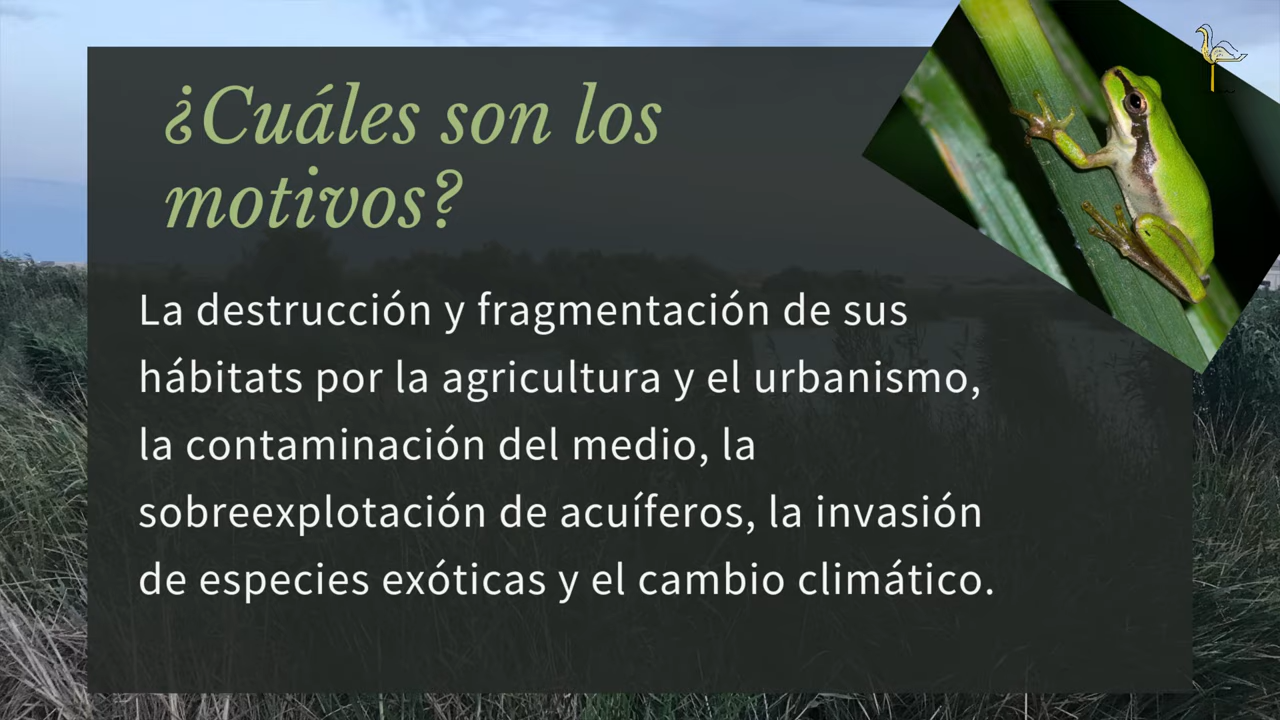 ¿Cuáles son los
motivos?
La destrucción y fragmentación de sus
hábitats por la agricultura y el urbanismo,
la contaminación del medio, la
sobreexplotación de acuíferos, la invasión
de especies exóticas y el cambio climático.